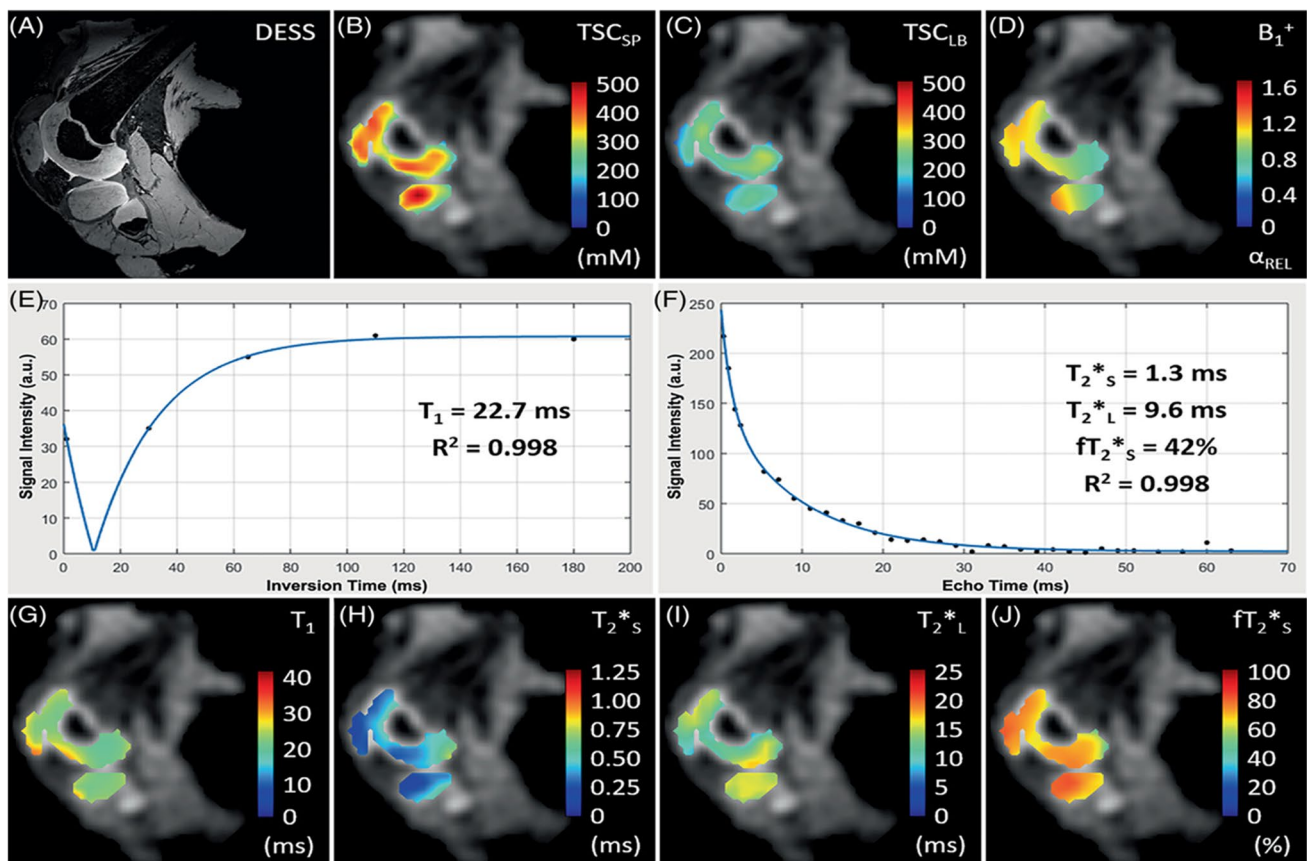 (A) DESS
(B) TSC_SP
500
400
300
200
100
0
(mM)
(C) TSC_LB
500
400
300
200
100
0
(mM)
(D) B₁⁺
1.6
1.2
0.8
0.4
0
α_REL
(E)
70
60
50
40
30
20
10
0
Signal Intensity (a.u.)
T₁ = 22.7 ms
R² = 0.998
0 20 40 60 80 100 120 140 160 180 200
Inversion Time (ms)
(F)
250
200
150
100
50
0
Signal Intensity (a.u.)
T₂*_S = 1.3 ms
T₂*_L = 9.6 ms
fT₂*_S = 42%
R² = 0.998
0 10 20 30 40 50 60 70
Echo Time (ms)
(G) T₁
40
30
20
10
0
(ms)
(H) T₂*_S
1.25
1.00
0.75
0.50
0.25
0
(ms)
(I) T₂*_L
25
20
15
10
5
0
(ms)
(J) fT₂*_S
100
80
60
40
20
0
(%)